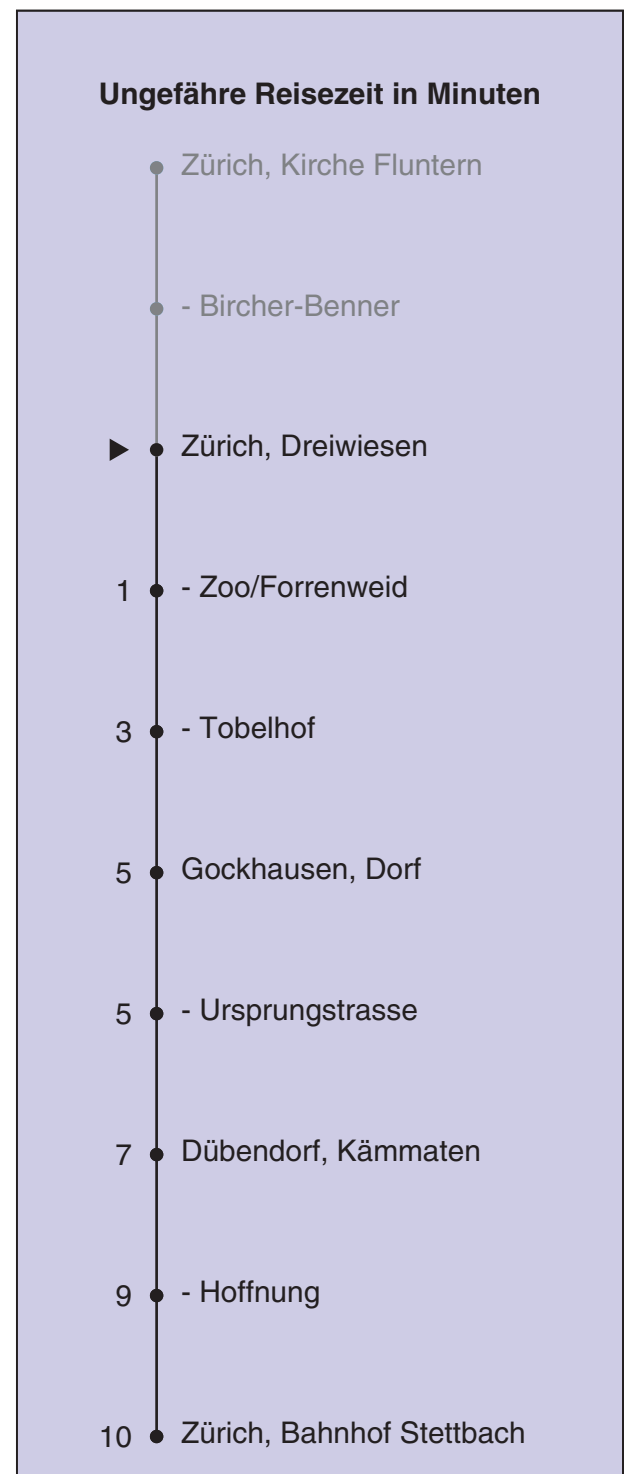 Ungefähre Reisezeit in Minuten
Zürich, Kirche Fluntern
- Bircher-Benner
Zürich, Dreiwiesen
1 - Zoo/Forrenweid
3 - Tobelhof
5 Gockhausen, Dorf
5 - Ursprungstrasse
7 Dübendorf, Kämmaten
9 - Hoffnung
10 Zürich, Bahnhof Stettbach